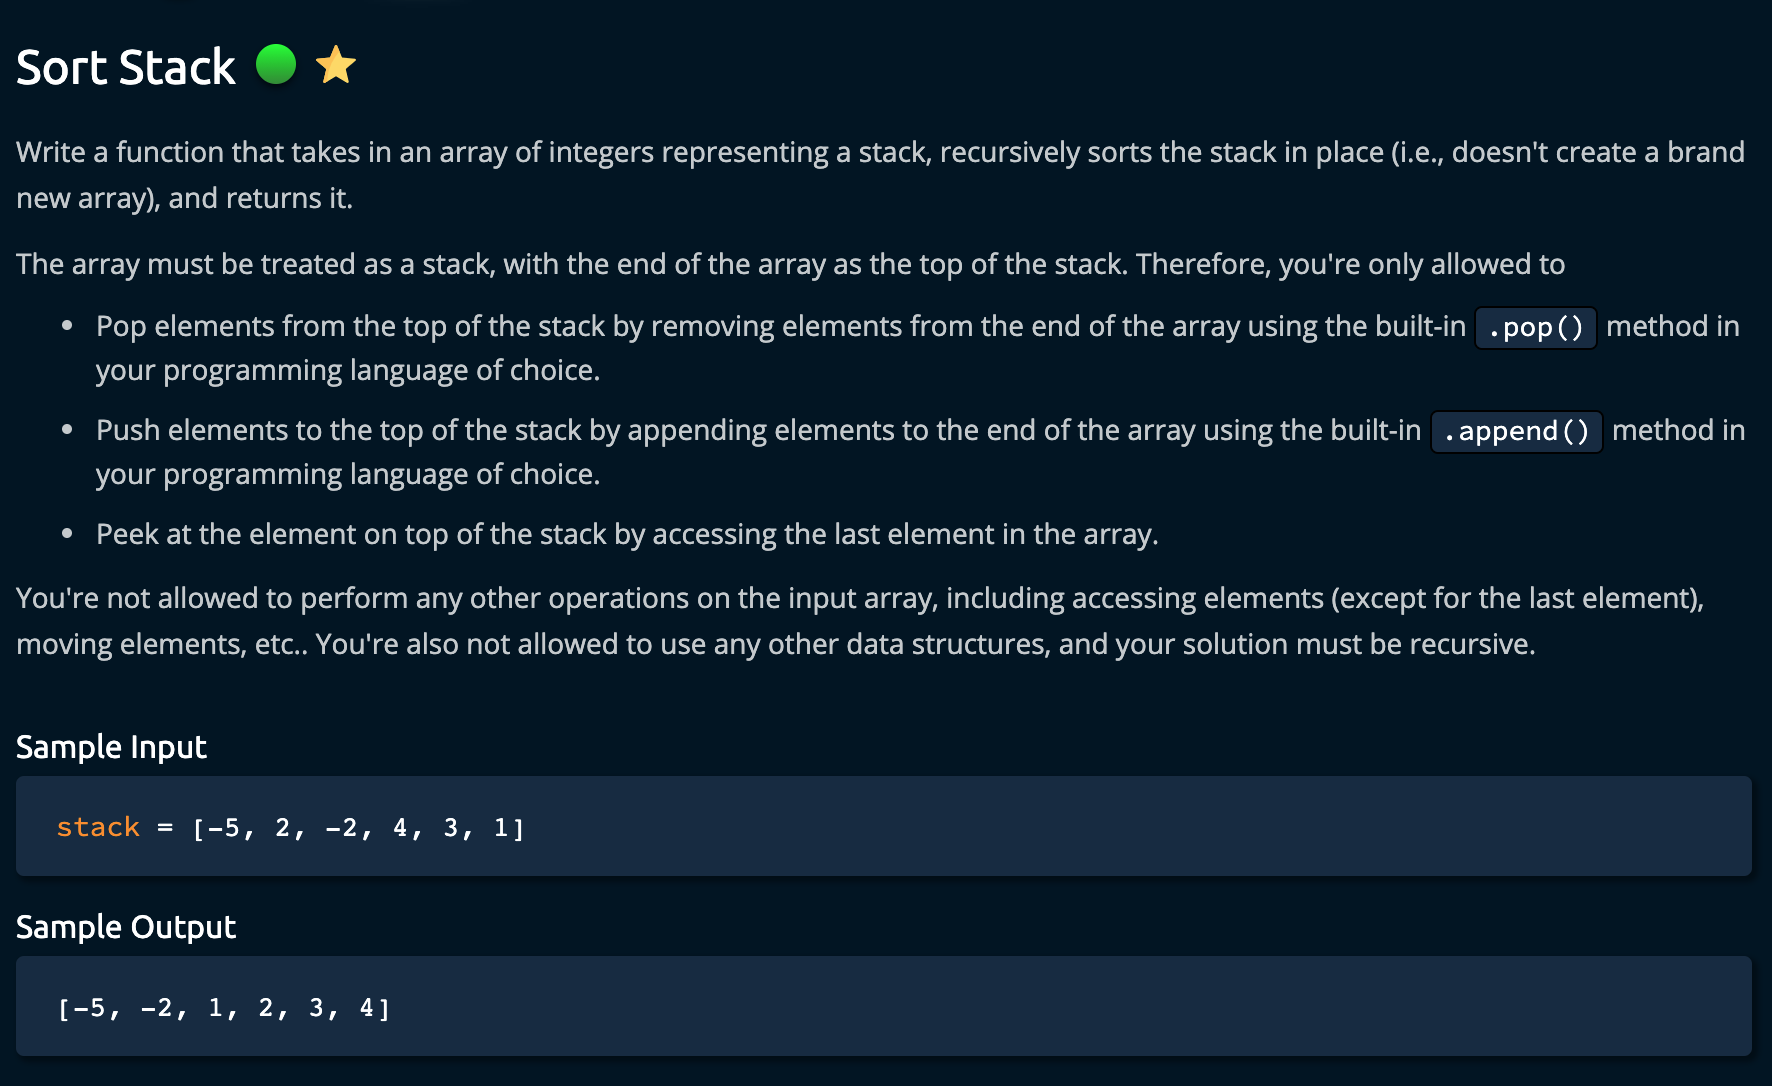 Sort Stack
Write a function that takes in an array of integers representing a stack, recursively sorts the stack in place (i.e., doesn't create a brand
new array), and returns it.
The array must be treated as a stack, with the end of the array as the top of the stack. Therefore, you're only allowed to
• Pop elements from the top of the stack by removing elements from the end of the array using the built-in .pop() method in
your programming language of choice.
• Push elements to the top of the stack by appending elements to the end of the array using the built-in .append() method in
your programming language of choice.
• Peek at the element on top of the stack by accessing the last element in the array.
You're not allowed to perform any other operations on the input array, including accessing elements (except for the last element),
moving elements, etc.. You're also not allowed to use any other data structures, and your solution must be recursive.
Sample Input
stack = [-5, 2, -2, 4, 3, 1]
Sample Output
[-5, -2, 1, 2, 3, 4]